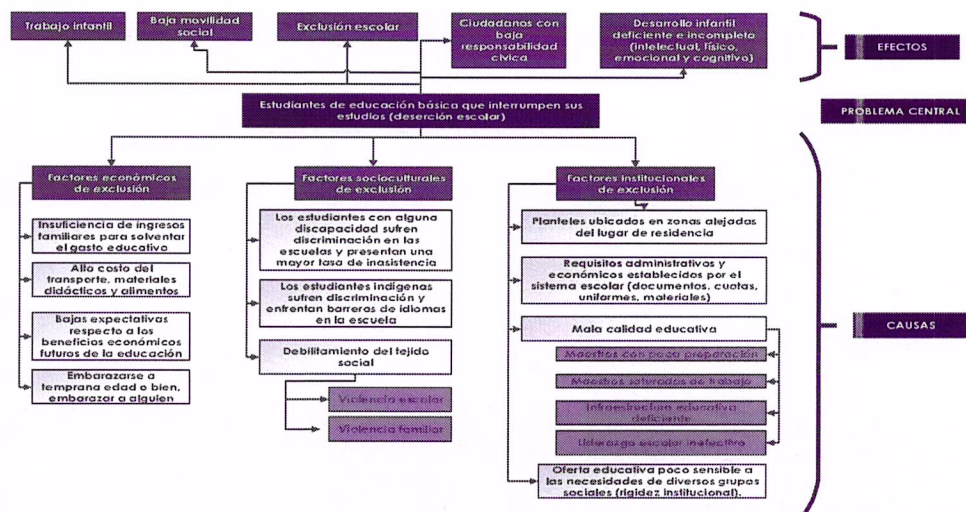 Trabajo infantil
Baja movilidad
social
Exclusión escolar
Ciudadanos con
baja
responsabilidad
cívica
Desarrollo infantil
deficiente e incompleta
(intelectual, físico,
emocional y cognitivo)
EFECTOS
Estudiantes de educación básica que interrumpen sus
estudios (deserción escolar)
PROBLEMA CENTRAL
Factores económicos
de exclusión
Insuficiencia de ingresos
familiares para solventar
el gasto educativo
Alto costo del
transporte, materiales
didácticos y alimentos
Bajas expectativas
respecto a los
beneficios económicos
futuros de la educación
Embarazarse a
temprana edad o bien,
embarazar a alguien
Factores socioculturales
de exclusión
Los estudiantes con alguna
discapacidad sufren
discriminación en las
escuelas y presentan una
mayor tasa de inasistencia
Los estudiantes indígenas
sufren discriminación y
enfrentan barreras de idiomas
en la escuela
Debilitamiento del tejido
social
Violencia escolar
Violencia familiar
Factores institucionales
de exclusión
Planteles ubicados en zonas alejadas
del lugar de residencia
Requisitos administrativos y
económicos establecidos por el
sistema escolar (documentos, cuotas,
uniformes, materiales)
Mala calidad educativa
Maestros con poca preparación
Maestros saturados de trabajo
Infraestructura educativa
deficiente
Liderazgo escolar inefectivo
Oferta educativa poco sensible a
las necesidades de diversos grupos
sociales (rigidez institucional).
CAUSAS